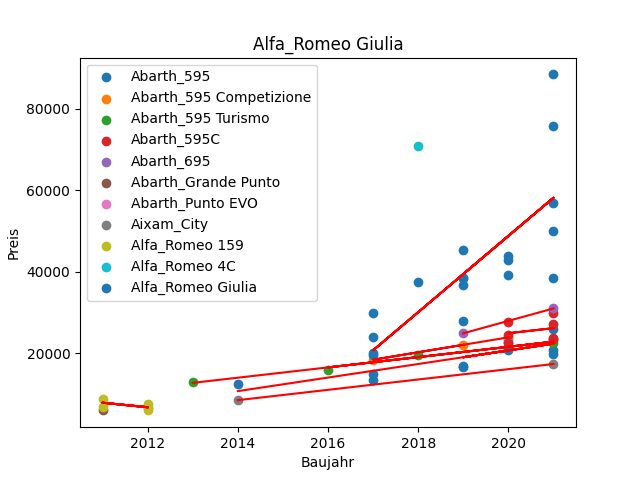 Alfa_Romeo Giulia
Abarth_595
Abarth_595 Competizione
Abarth_595 Turismo
Abarth_595C
Abarth_695
Abarth_Grande Punto
Abarth_Punto EVO
Aixam_City
Alfa_Romeo 159
Alfa_Romeo 4C
Alfa_Romeo Giulia
Preis
80000
60000
40000
20000
2012 2014 2016 2018 2020
Baujahr